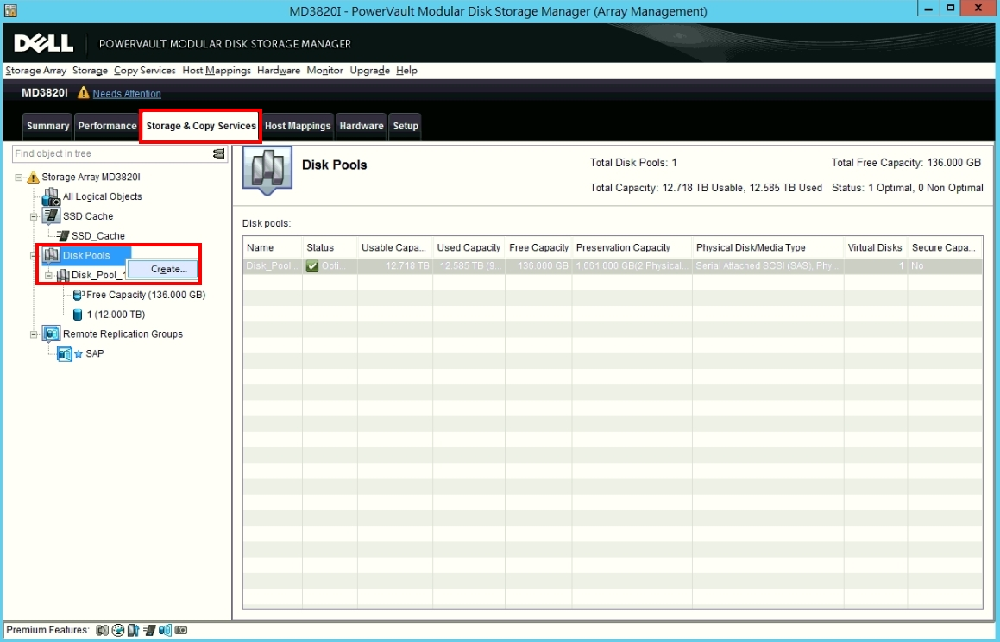 MD3820I - PowerVault Modular Disk Storage Manager (Array Management)
DELL POWERVAULT MODULAR DISK STORAGE MANAGER
Storage Array Storage Copy Services Host Mappings Hardware Monitor Upgrade Help
MD3820I Needs Attention
Summary Performance Storage & Copy Services Host Mappings Hardware Setup
Find object in tree
Storage Array MD3820I
All Logical Objects
SSD Cache
SSD_Cache
Disk Pools
Create...
Disk_Pool_1
Free Capacity (136.000 GB)
1 (12.000 TB)
Remote Replication Groups
SAP
Disk Pools
Total Disk Pools: 1 Total Free Capacity: 136.000 GB
Total Capacity: 12.718 TB Usable, 12.585 TB Used Status: 1 Optimal, 0 Non Optimal
Disk pools:
Name Status Usable Capa... Used Capacity Free Capacity Preservation Capacity Physical Disk/Media Type Virtual Disks Secure Capa...
Disk_Pool... Opti... 12.718 TB 12.585 TB (9... 136.000 GB 1,661.000 GB(2 Physical... Serial Attached SCSI (SAS), Phy... 1 No
Premium Features: